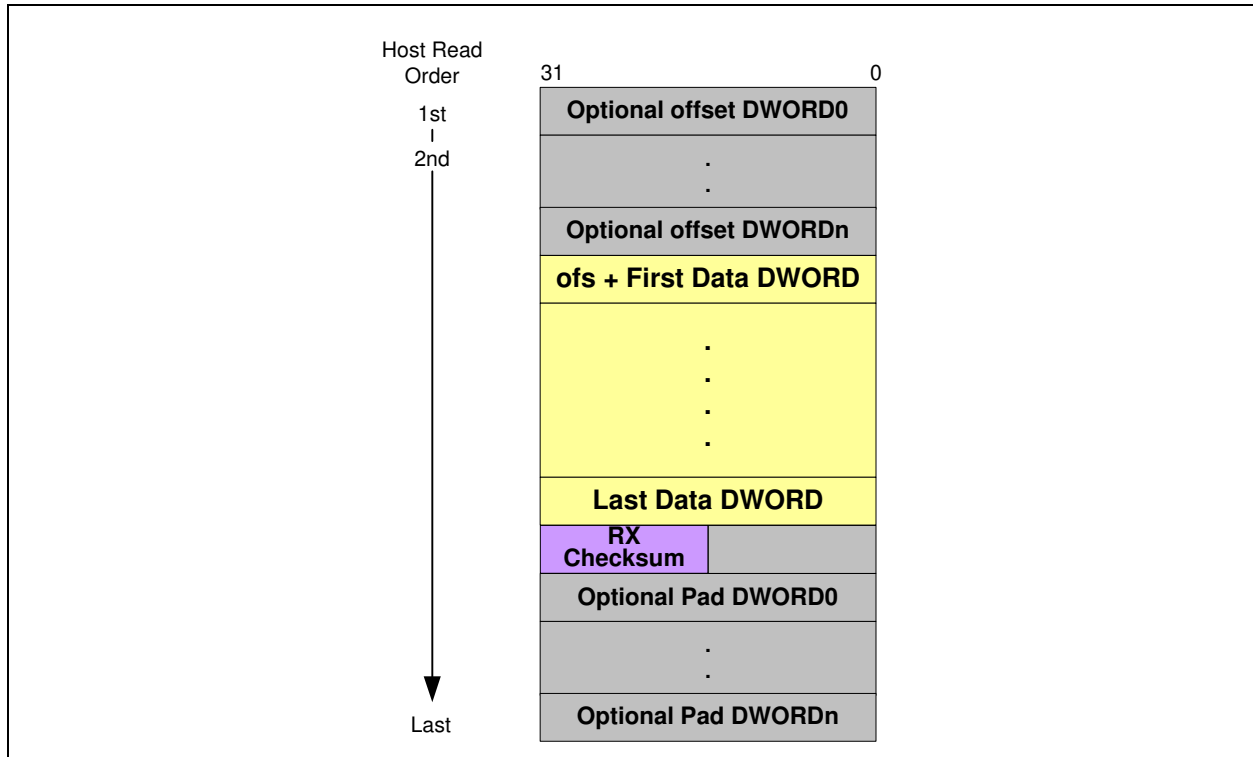 Host Read
Order
31
0
1st
2nd
Optional offset DWORD0
.
.
Optional offset DWORDn
ofs + First Data DWORD
.
.
.
.
Last Data DWORD
RX
Checksum
Optional Pad DWORD0
.
.
Optional Pad DWORDn
Last